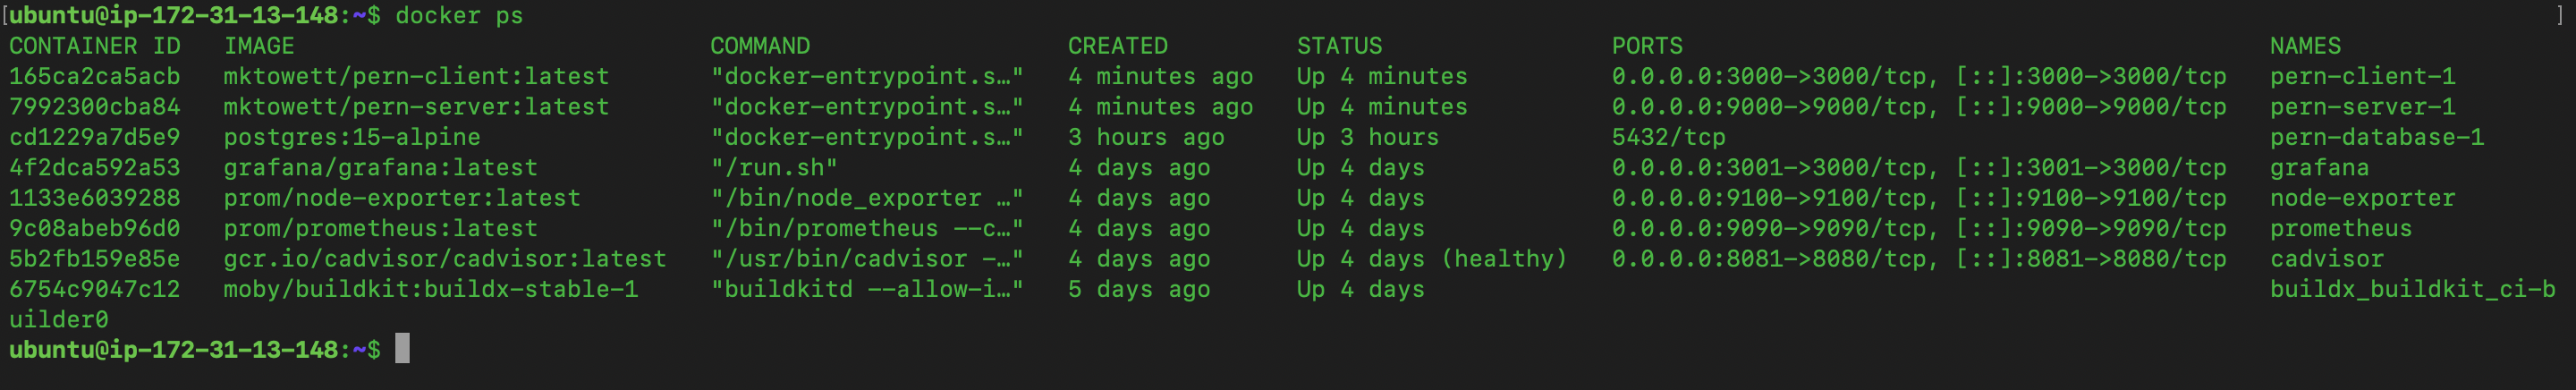 [ubuntu@ip-172-31-13-148:~$ docker ps ]
CONTAINER ID   IMAGE                             COMMAND                  CREATED         STATUS                PORTS                                         NAMES
165ca2ca5acb   mktowett/pern-client:latest       "docker-entrypoint.s…"   4 minutes ago   Up 4 minutes          0.0.0.0:3000->3000/tcp, [::]:3000->3000/tcp   pern-client-1
7992300cba84   mktowett/pern-server:latest       "docker-entrypoint.s…"   4 minutes ago   Up 4 minutes          0.0.0.0:9000->9000/tcp, [::]:9000->9000/tcp   pern-server-1
cd1229a7d5e9   postgres:15-alpine                "docker-entrypoint.s…"   3 hours ago     Up 3 hours            5432/tcp                                      pern-database-1
4f2dca592a53   grafana/grafana:latest            "/run.sh"                4 days ago      Up 4 days             0.0.0.0:3001->3000/tcp, [::]:3001->3000/tcp   grafana
1133e6039288   prom/node-exporter:latest         "/bin/node_exporter …"   4 days ago      Up 4 days             0.0.0.0:9100->9100/tcp, [::]:9100->9100/tcp   node-exporter
9c08abeb96d0   prom/prometheus:latest            "/bin/prometheus --c…"   4 days ago      Up 4 days             0.0.0.0:9090->9090/tcp, [::]:9090->9090/tcp   prometheus
5b2fb159e85e   gcr.io/cadvisor/cadvisor:latest   "/usr/bin/cadvisor -…"   4 days ago      Up 4 days (healthy)   0.0.0.0:8081->8080/tcp, [::]:8081->8080/tcp   cadvisor
6754c9047c12   moby/buildkit:buildx-stable-1     "buildkitd --allow-i…"   5 days ago      Up 4 days                                                           buildx_buildkit_ci-b
uilder0
ubuntu@ip-172-31-13-148:~$